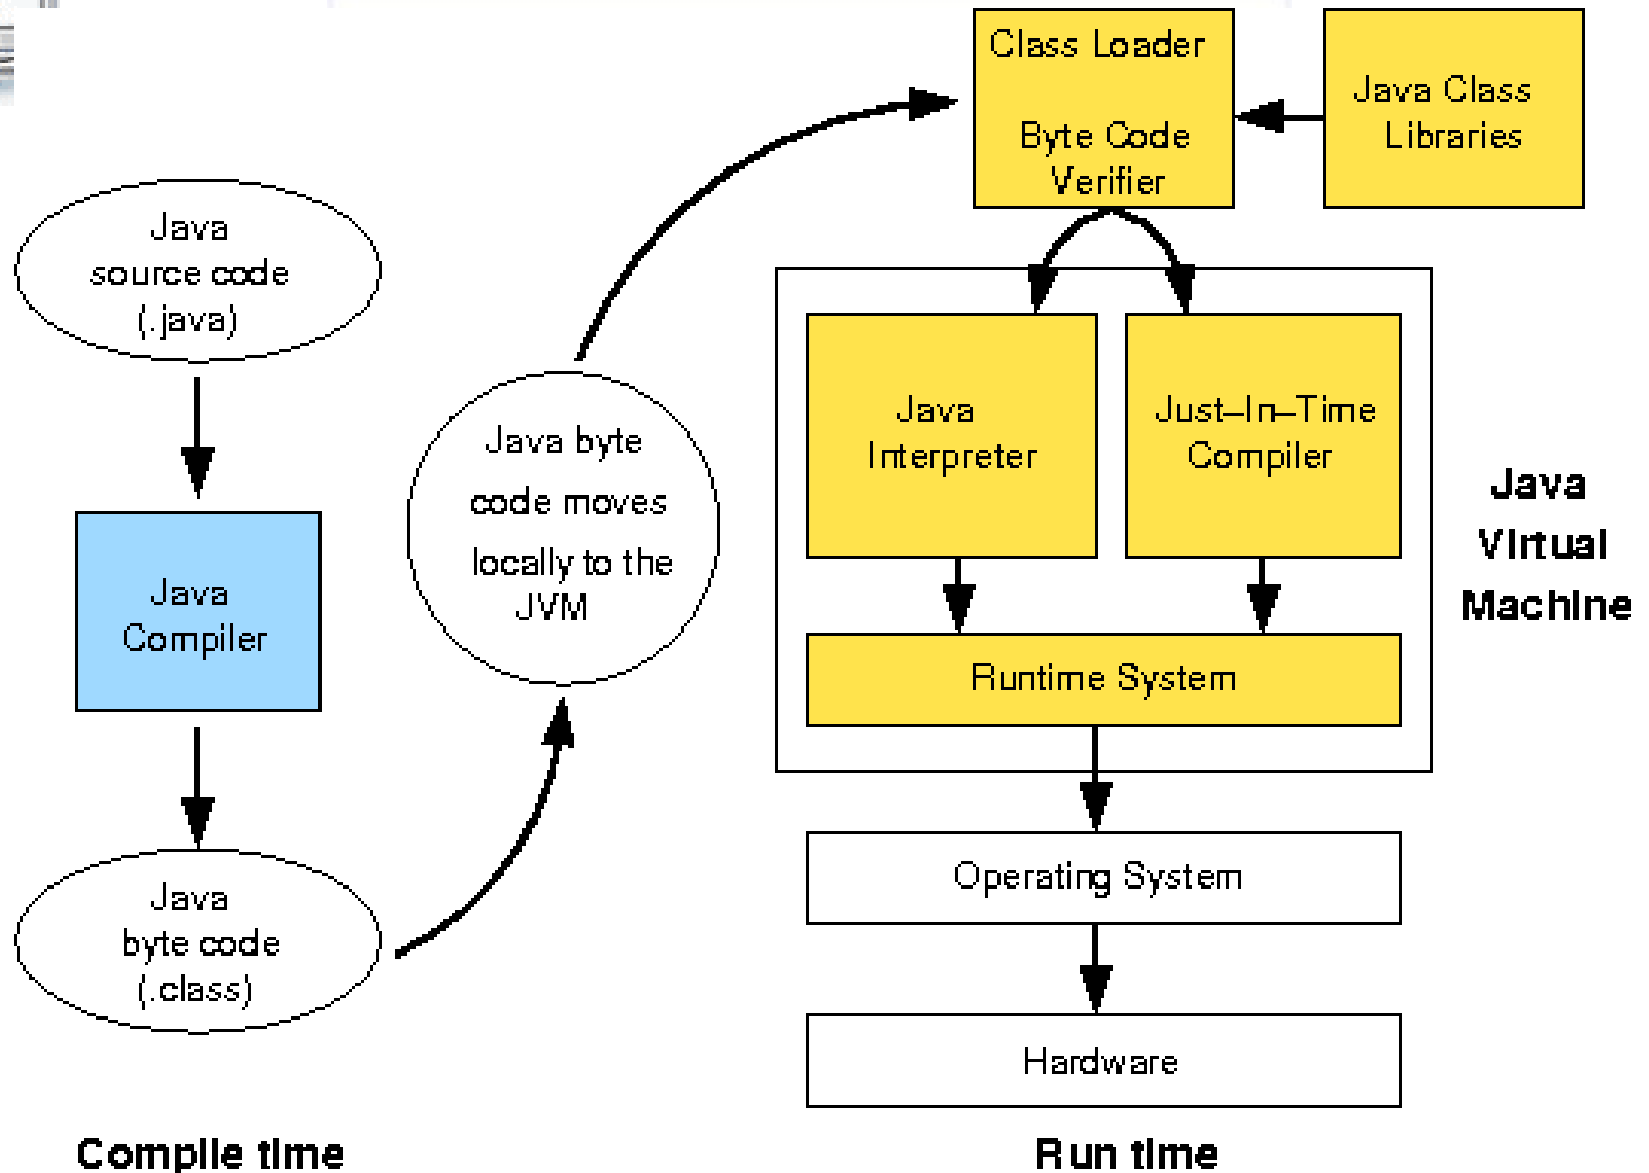 Java
source code
(.java)
Java
Compiler
Java
byte code
(.class)
Compile time
Java byte
code moves
locally to the
JVM
Class Loader
Byte Code
Verifier
Java Class
Libraries
Java
Interpreter
Just-In-Time
Compiler
Runtime System
Java
Virtual
Machine
Operating System
Hardware
Run time